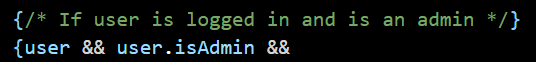 {/* If user is logged in and is an admin */}
{user && user.isAdmin &&